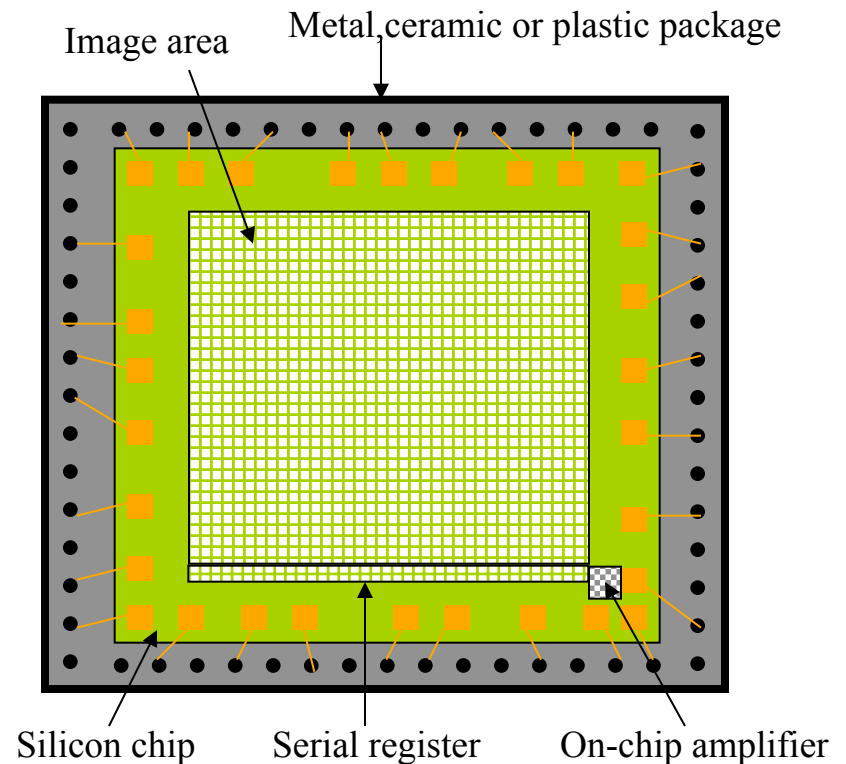 Image area
Metal,ceramic or plastic package
Silicon chip
Serial register
On-chip amplifier